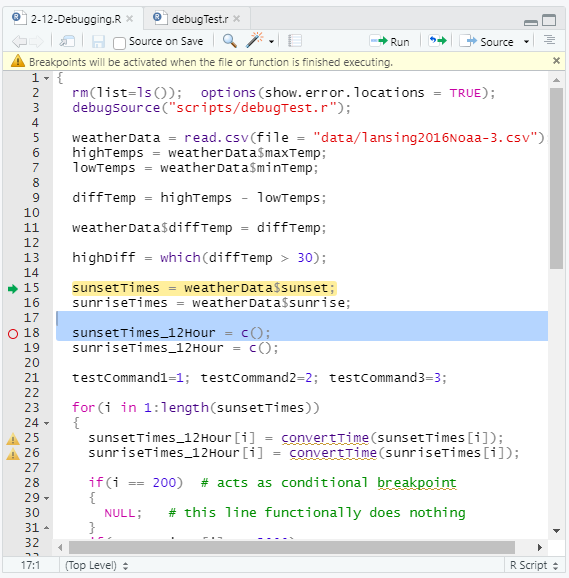 2-12-Debugging.R × debugTest.r ×
Source on Save Run Source
Breakpoints will be activated when the file or function is finished executing.
1 {
2 rm(list=ls()); options(show.error.locations = TRUE);
3 debugSource("scripts/debugTest.r");
4
5 weatherData = read.csv(file = "data/lansing2016Noaa-3.csv")
6 highTemps = weatherData$maxTemp;
7 lowTemps = weatherData$minTemp;
8
9 diffTemp = highTemps - lowTemps;
10
11 weatherData$diffTemp = diffTemp;
12
13 highDiff = which(diffTemp > 30);
14
15 sunsetTimes = weatherData$sunset;
16 sunriseTimes = weatherData$sunrise;
17
18 sunsetTimes_12Hour = c();
19 sunriseTimes_12Hour = c();
20
21 testCommand1=1; testCommand2=2; testCommand3=3;
22
23 for(i in 1:length(sunsetTimes))
24 {
25 sunsetTimes_12Hour[i] = convertTime(sunsetTimes[i]);
26 sunriseTimes_12Hour[i] = convertTime(sunriseTimes[i]);
27
28 if(i == 200) # acts as conditional breakpoint
29 {
30 NULL; # this line functionally does nothing
31 }
32
17:1 (Top Level) R Script